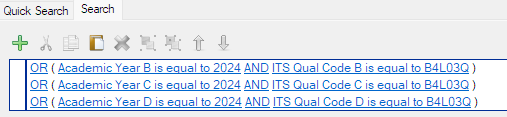 Quick Search Search
OR ( Academic Year B is equal to 2024 AND ITS Qual Code B is equal to B4L03Q )
OR ( Academic Year C is equal to 2024 AND ITS Qual Code C is equal to B4L03Q )
OR ( Academic Year D is equal to 2024 AND ITS Qual Code D is equal to B4L03Q )